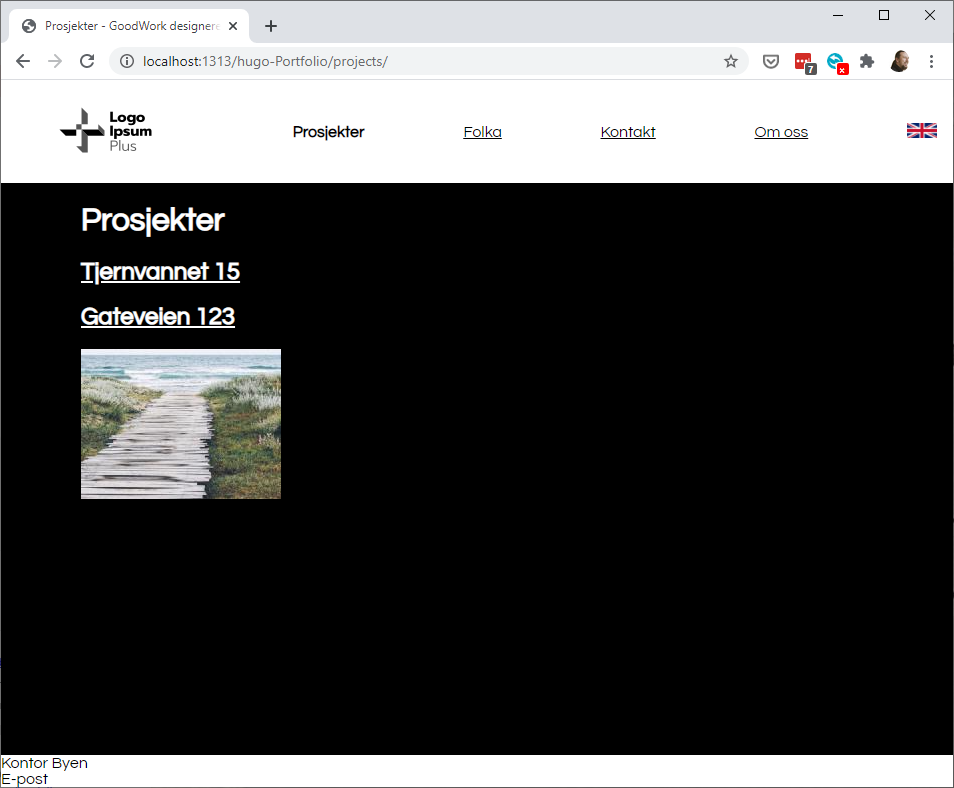 Prosjekter - GoodWork designere
localhost:1313/hugo-Portfolio/projects/
7
x
Logo
Ipsum
Plus
Prosjekter
Folka
Kontakt
Om oss
Prosjekter
Tjernvannet 15
Gateveien 123
Kontor Byen
E-post